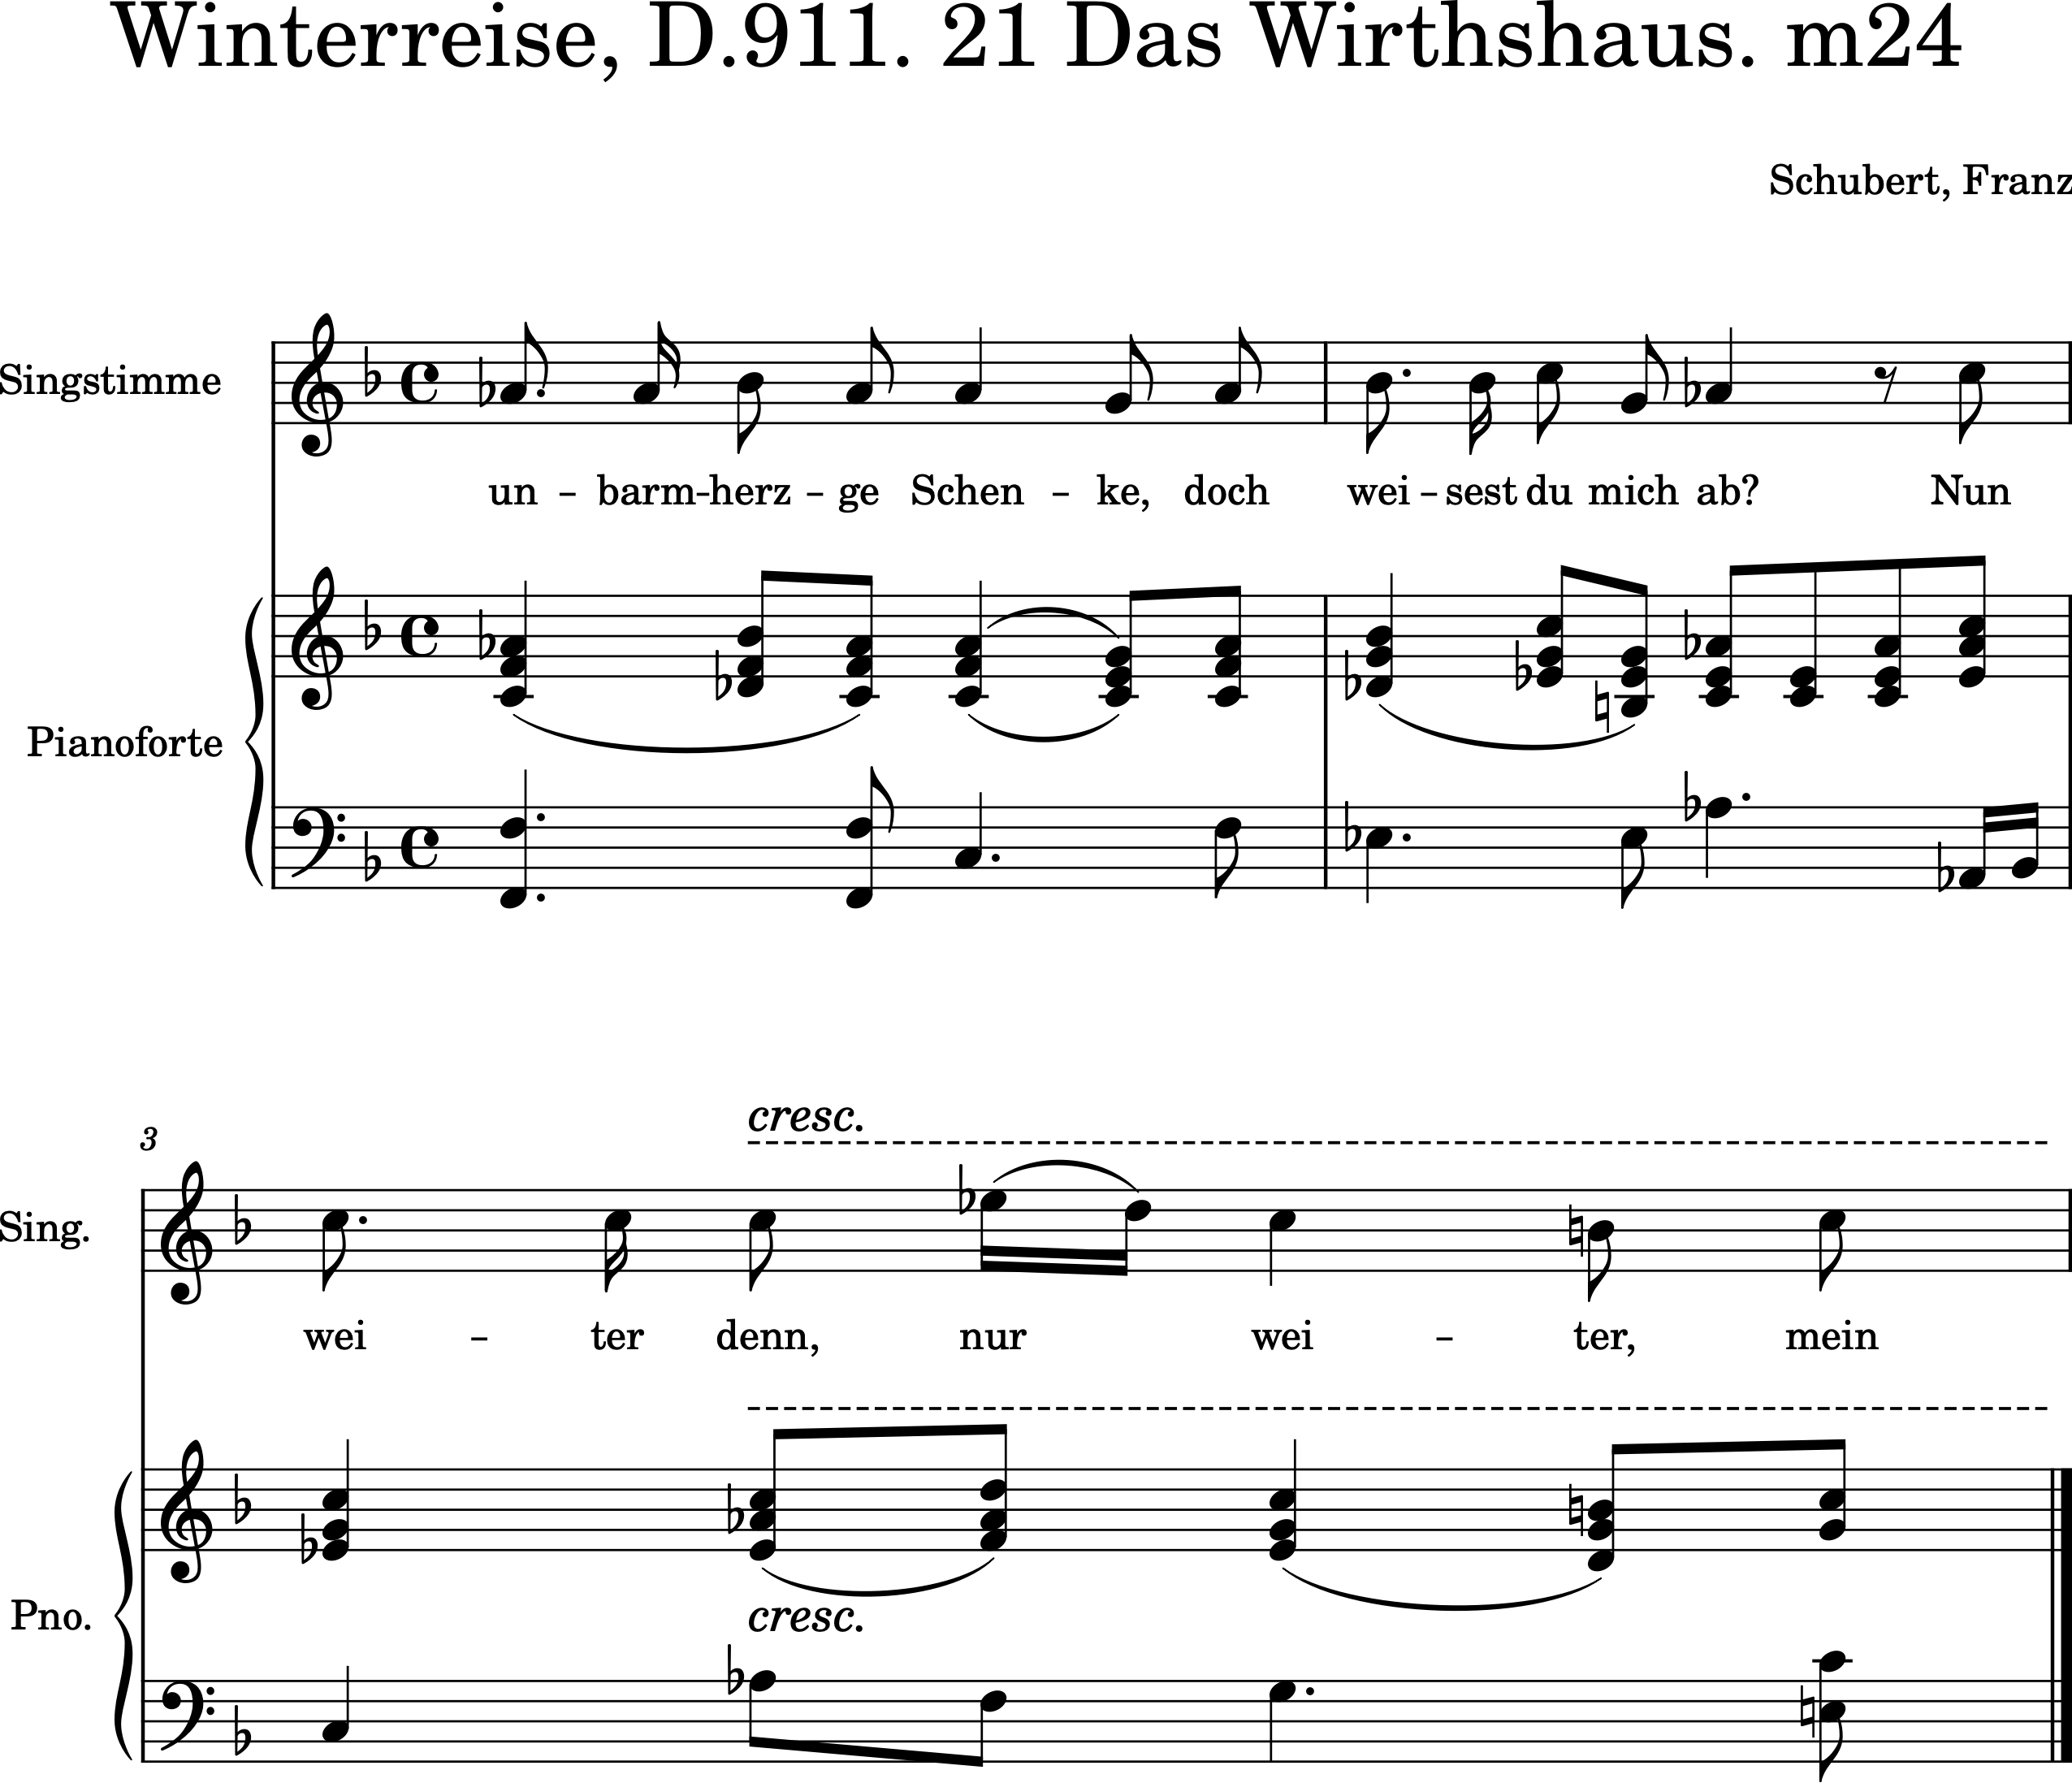 Winterreise, D.911. 21 Das Wirthshaus. m24
Schubert, Franz
Singstimme
un – barm-herz – ge Schen – ke, doch wei – sest du mich ab? Nun
Pianoforte
3
cresc.
Sing.
wei – ter denn, nur wei – ter, mein
Pno.
cresc.